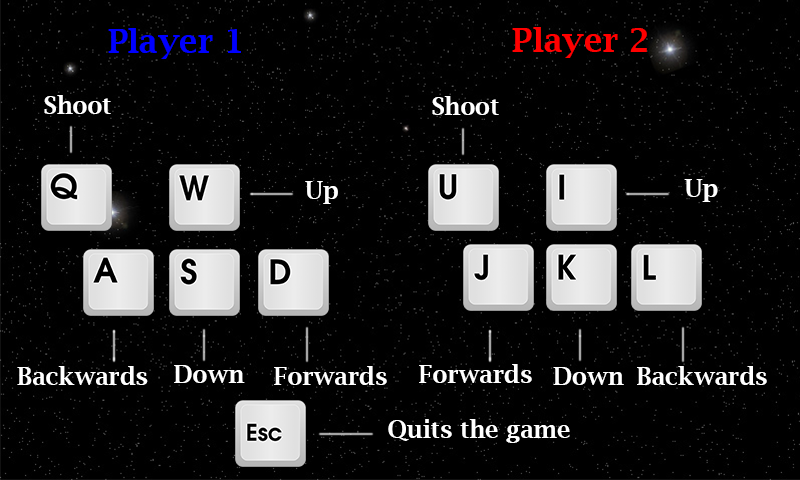 Player 1
Player 2
Shoot
Shoot
Q
W
Up
U
I
Up
A
S
D
J
K
L
Backwards
Down
Forwards
Forwards
Down
Backwards
Esc
Quits the game